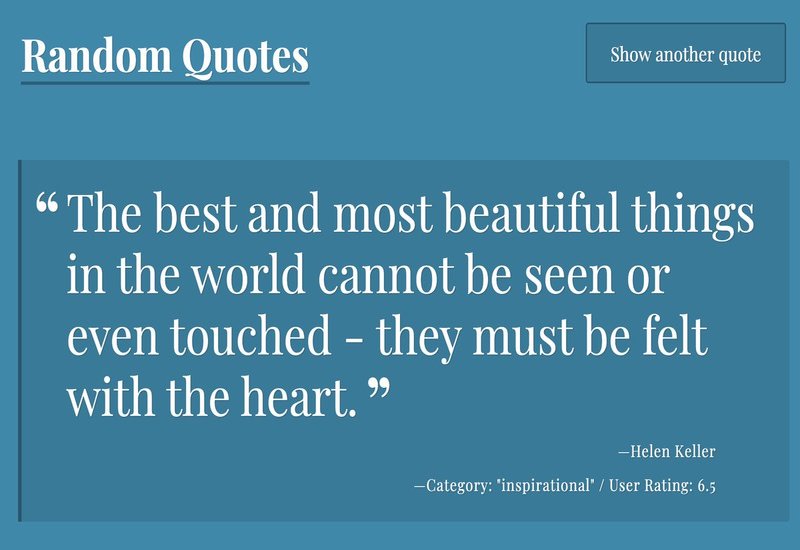 Random Quotes
Show another quote
“The best and most beautiful things
in the world cannot be seen or
even touched - they must be felt
with the heart.”
—Helen Keller
—Category: "inspirational" / User Rating: 6.5